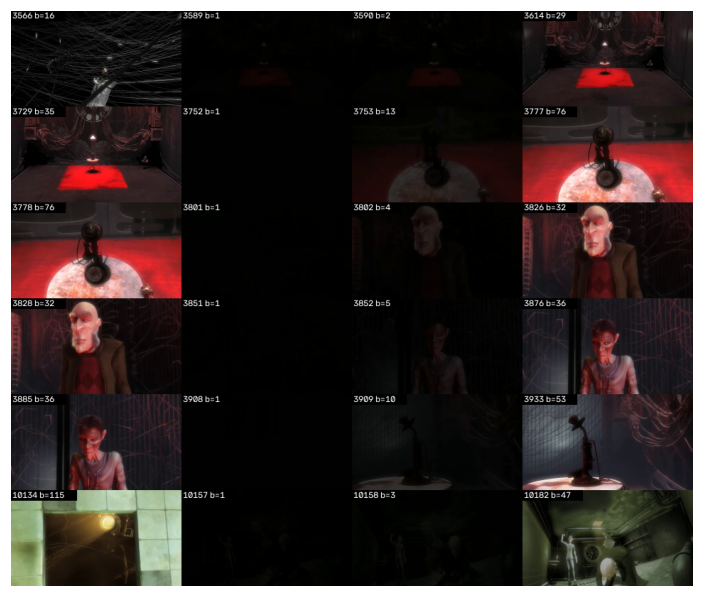 3566 b=16
3589 b=1
3590 b=2
3614 b=29
3729 b=35
3752 b=1
3753 b=13
3777 b=76
3778 b=76
3801 b=1
3802 b=4
3826 b=32
3828 b=32
3851 b=1
3852 b=5
3876 b=36
3885 b=36
3908 b=1
3909 b=10
3933 b=53
10134 b=115
10157 b=1
10158 b=3
10182 b=47